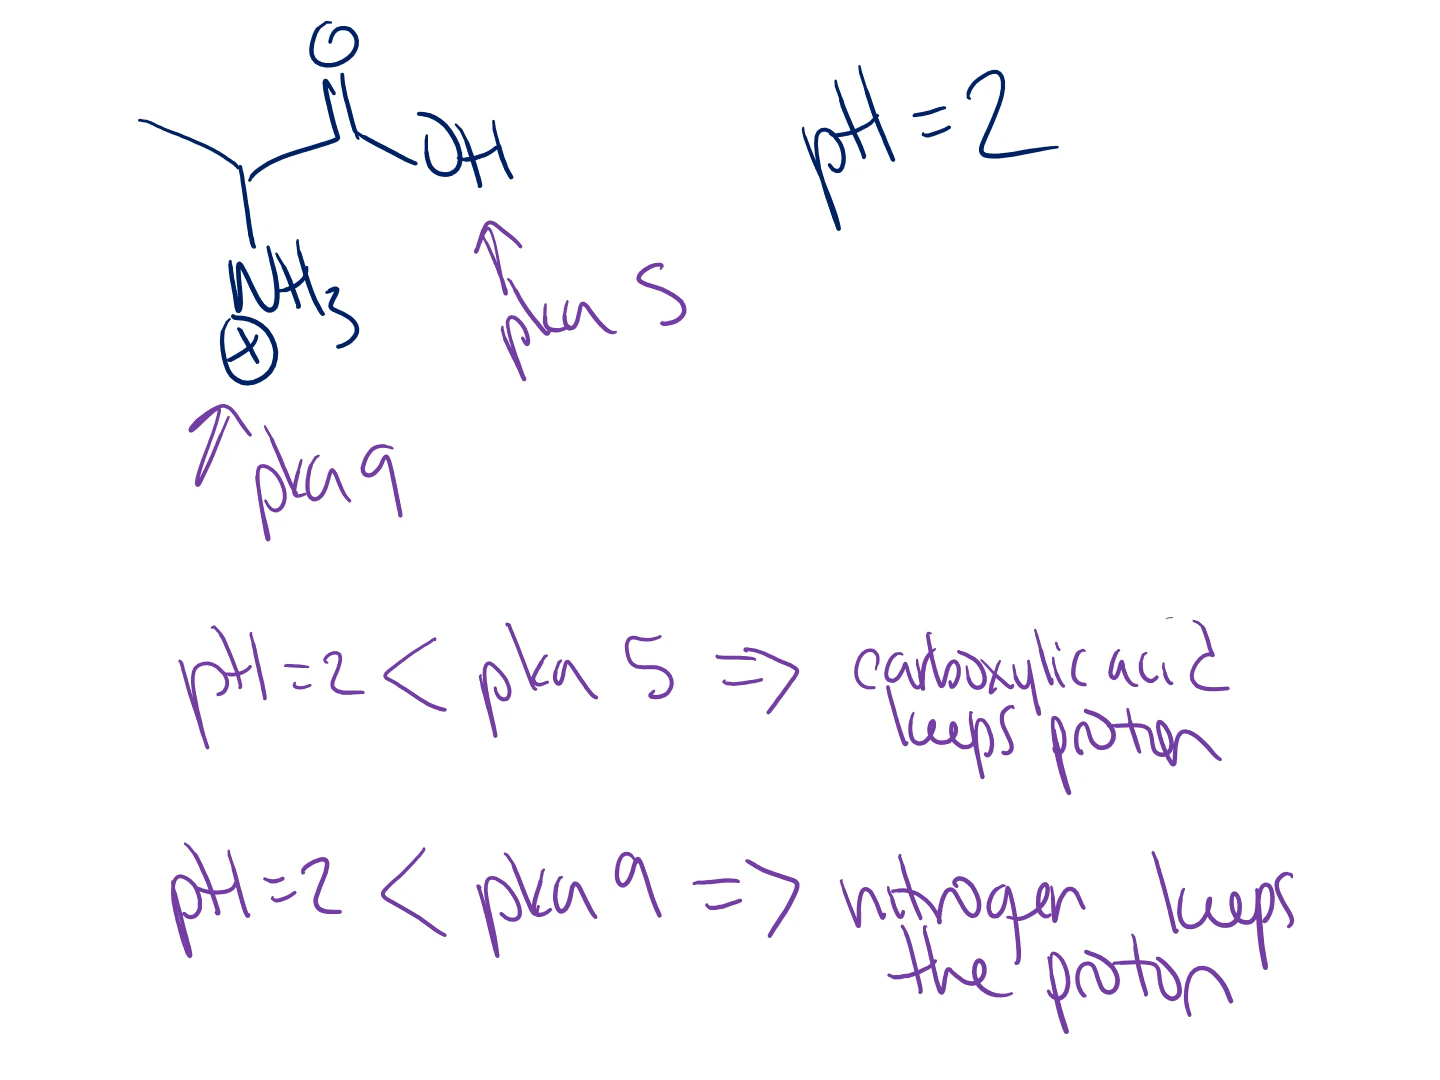 O
OH
pH = 2
NH3
+
pka 5
pka 9
pH = 2 < pka 5 => carboxylic acid
keeps proton
pH = 2 < pka 9 => nitrogen keeps
the proton